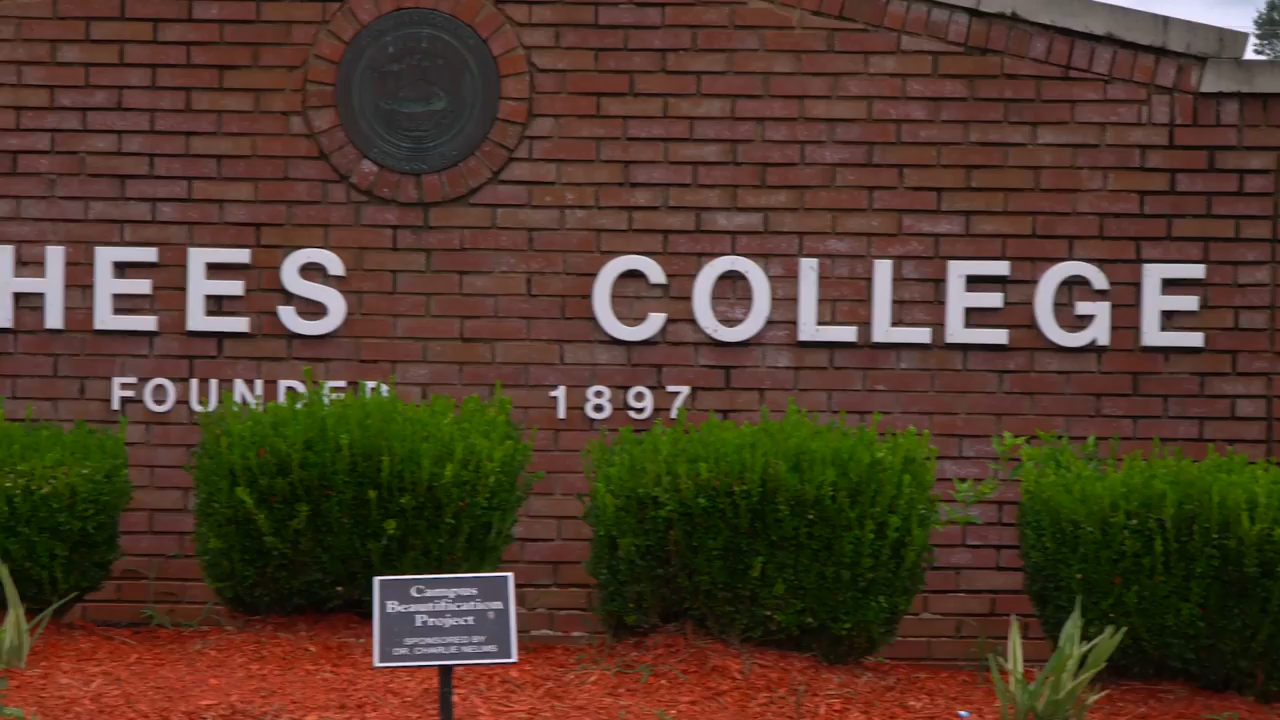 HEES COLLEGE
FOUNDED 1897
Campus
Beautification
Project
SPONSORED BY
DR. CHARLIE NELMS